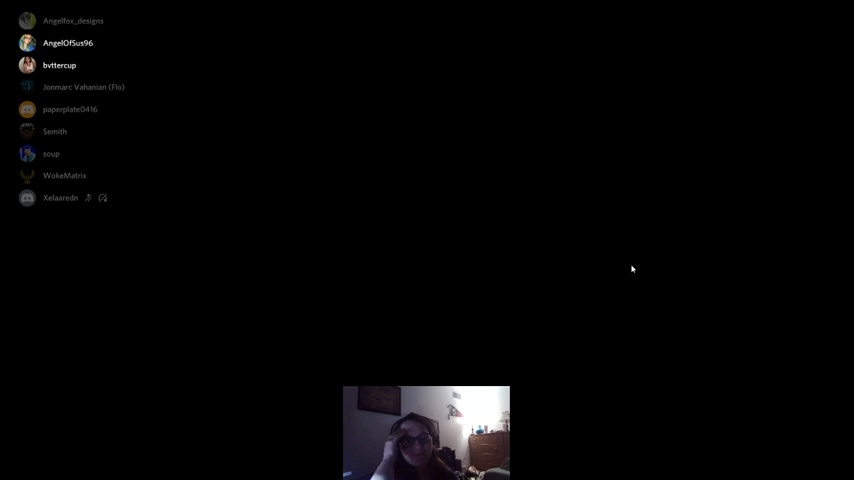 Angelfox_designs
AngelOfSus96
bvttercup
Jonmarc Vahanian (Flo)
paperplate0416
Semith
soup
WokeMatrix
Xelaaredn